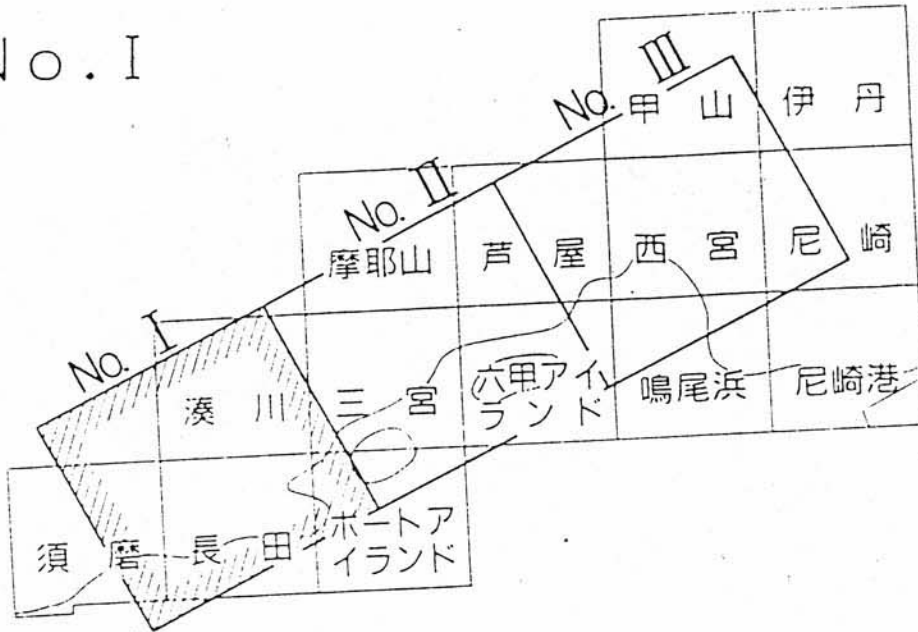 No.I
No. III
甲山
伊丹
No. II
摩耶山
芦屋
西宮
尼崎
No. I
湊川
三宮
六甲アイ
ランド
鳴尾浜
尼崎港
須磨
長田
ポートア
イランド